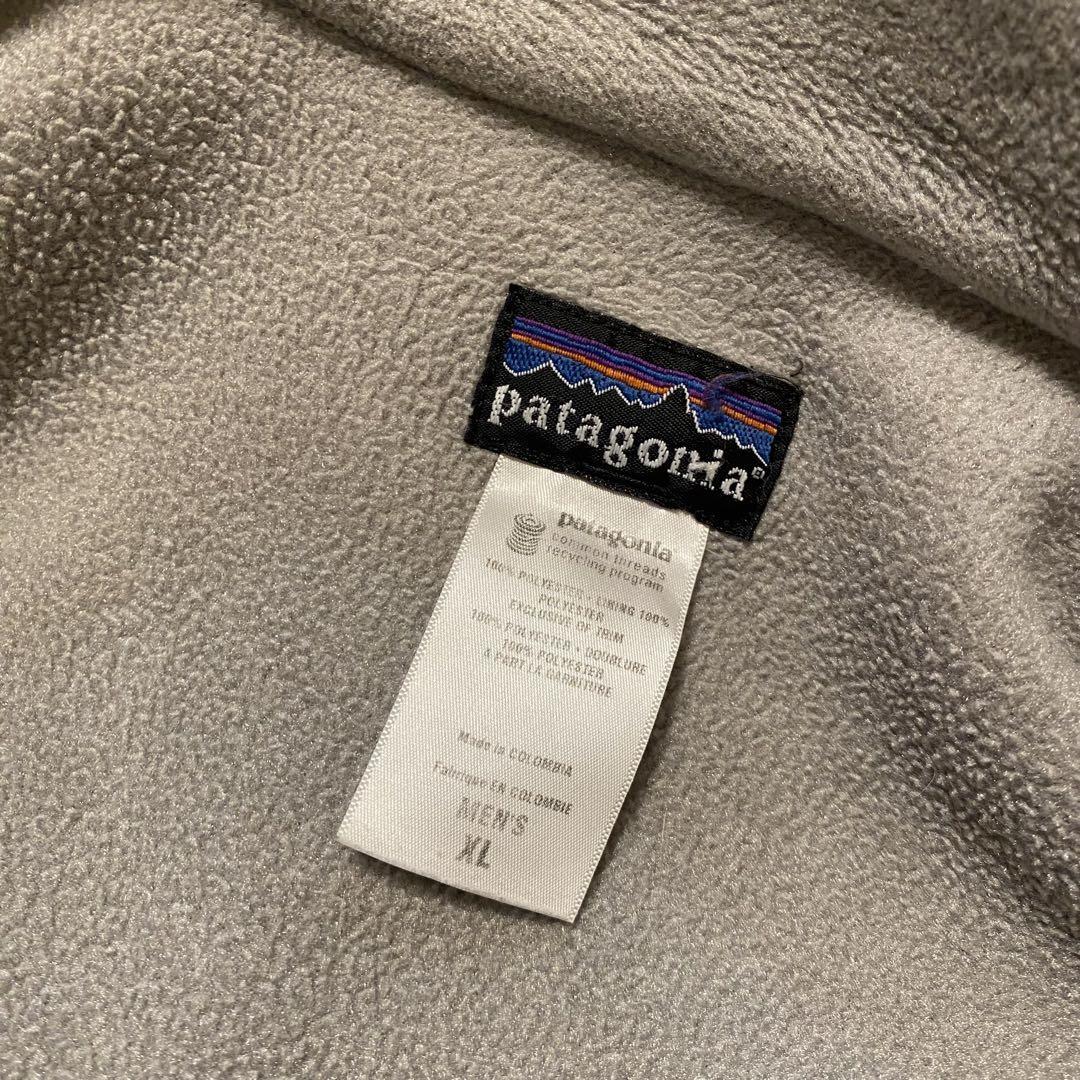 patagonia®
patagonia
common threads
recycling program
100% POLYESTER • LINING 100%
POLYESTER
EXCLUSIVE OF TRIM
100% POLYESTER • DOUBLURE
100% POLYESTER
A PART LA GARNITURE
Made in COLOMBIA
Fabrique EN COLOMBIE
MEN'S
XL